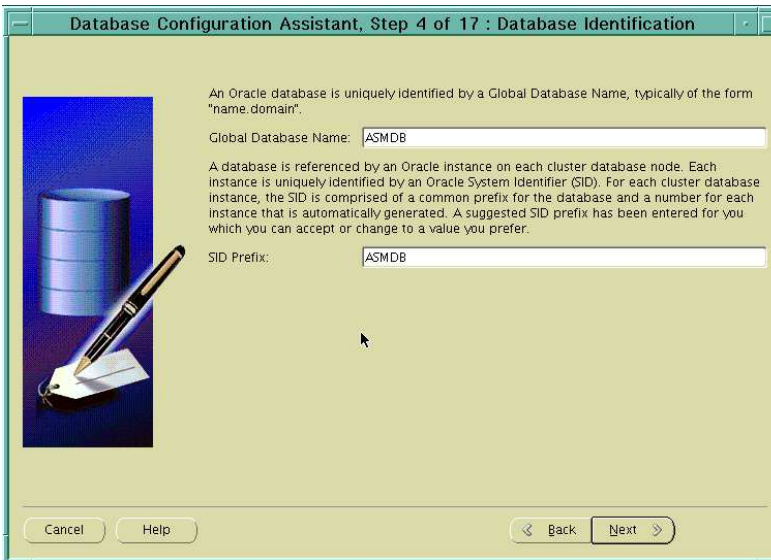 Database Configuration Assistant, Step 4 of 17 : Database Identification
An Oracle database is uniquely identified by a Global Database Name, typically of the form
"name.domain".
Global Database Name: ASMDB
A database is referenced by an Oracle instance on each cluster database node. Each
instance is uniquely identified by an Oracle System Identifier (SID). For each cluster database
instance, the SID is comprised of a common prefix for the database and a number for each
instance that is automatically generated. A suggested SID prefix has been entered for you
which you can accept or change to a value you prefer.
SID Prefix: ASMDB
Cancel Help Back Next